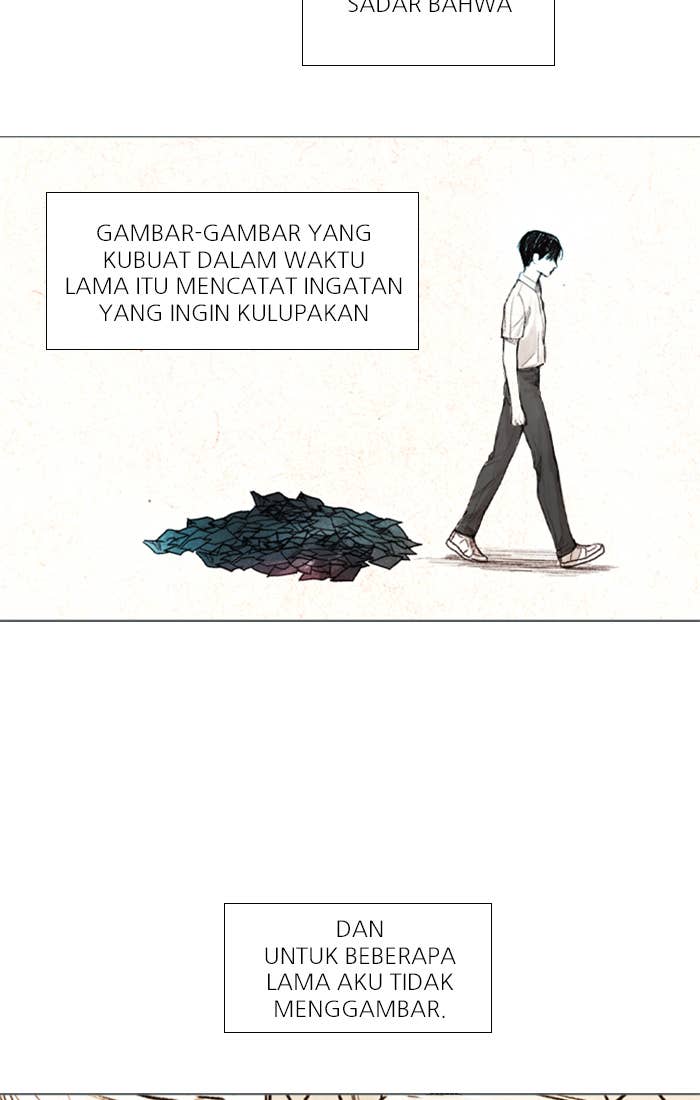 SADAR BAHWA
GAMBAR-GAMBAR YANG
KUBUAT DALAM WAKTU
LAMA ITU MENCATAT INGATAN
YANG INGIN KULUPAKAN
DAN
UNTUK BEBERAPA
LAMA AKU TIDAK
MENGGAMBAR.